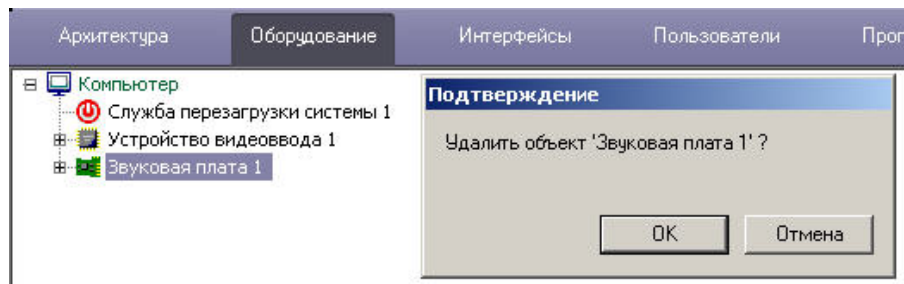 Архитектура Оборудование Интерфейсы Пользователи Прог
Компьютер
Служба перезагрузки системы 1
Устройство видеоввода 1
Звуковая плата 1
Подтверждение
Удалить объект 'Звуковая плата 1' ?
OK Отмена